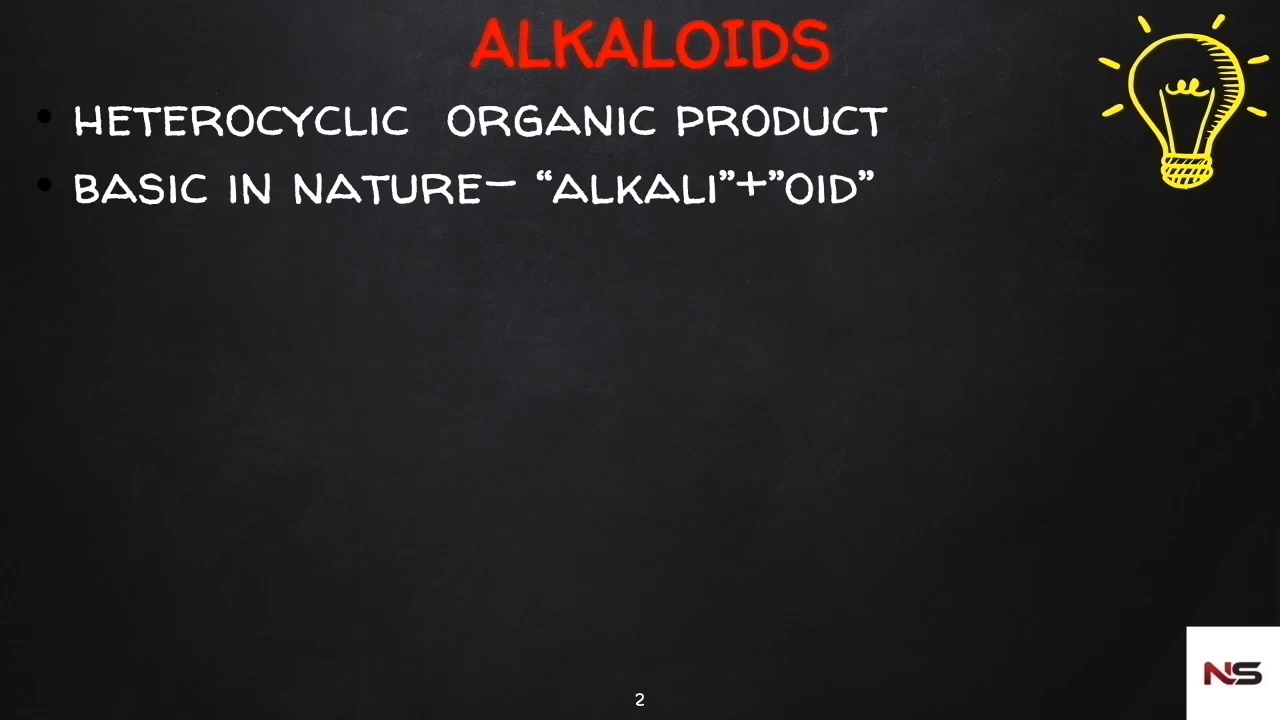 ALKALOIDS
• HETEROCYCLIC ORGANIC PRODUCT
• BASIC IN NATURE– “ALKALI”+”OID”
2
NS